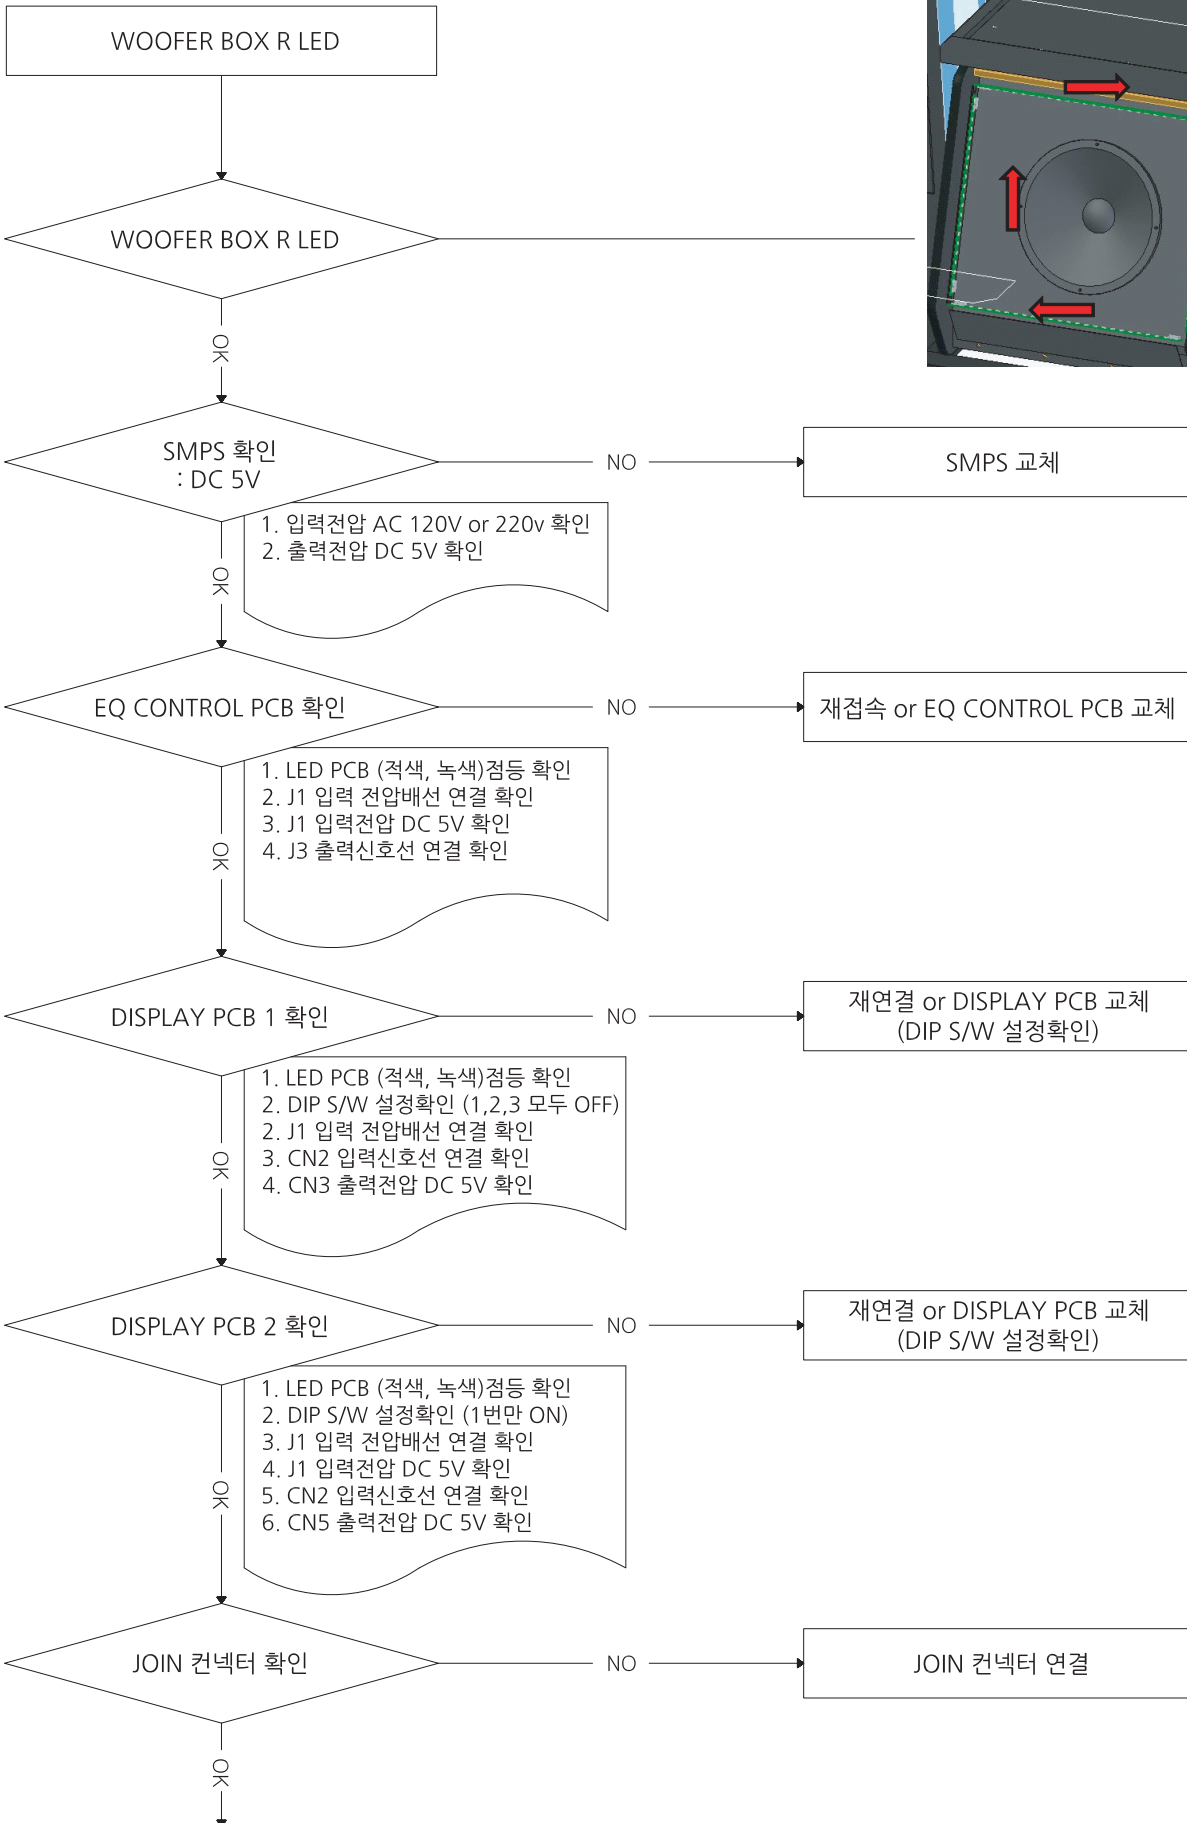 WOOFER BOX R LED
WOOFER BOX R LED
OK
SMPS 확인
: DC 5V
NO
SMPS 교체
1. 입력전압 AC 120V or 220v 확인
2. 출력전압 DC 5V 확인
OK
EQ CONTROL PCB 확인
NO
재접속 or EQ CONTROL PCB 교체
1. LED PCB (적색, 녹색)점등 확인
2. J1 입력 전압배선 연결 확인
3. J1 입력전압 DC 5V 확인
4. J3 출력신호선 연결 확인
OK
DISPLAY PCB 1 확인
NO
재연결 or DISPLAY PCB 교체
(DIP S/W 설정확인)
1. LED PCB (적색, 녹색)점등 확인
2. DIP S/W 설정확인 (1,2,3 모두 OFF)
2. J1 입력 전압배선 연결 확인
3. CN2 입력신호선 연결 확인
4. CN3 출력전압 DC 5V 확인
OK
DISPLAY PCB 2 확인
NO
재연결 or DISPLAY PCB 교체
(DIP S/W 설정확인)
1. LED PCB (적색, 녹색)점등 확인
2. DIP S/W 설정확인 (1번만 ON)
3. J1 입력 전압배선 연결 확인
4. J1 입력전압 DC 5V 확인
5. CN2 입력신호선 연결 확인
6. CN5 출력전압 DC 5V 확인
OK
JOIN 컨넥터 확인
NO
JOIN 컨넥터 연결
OK